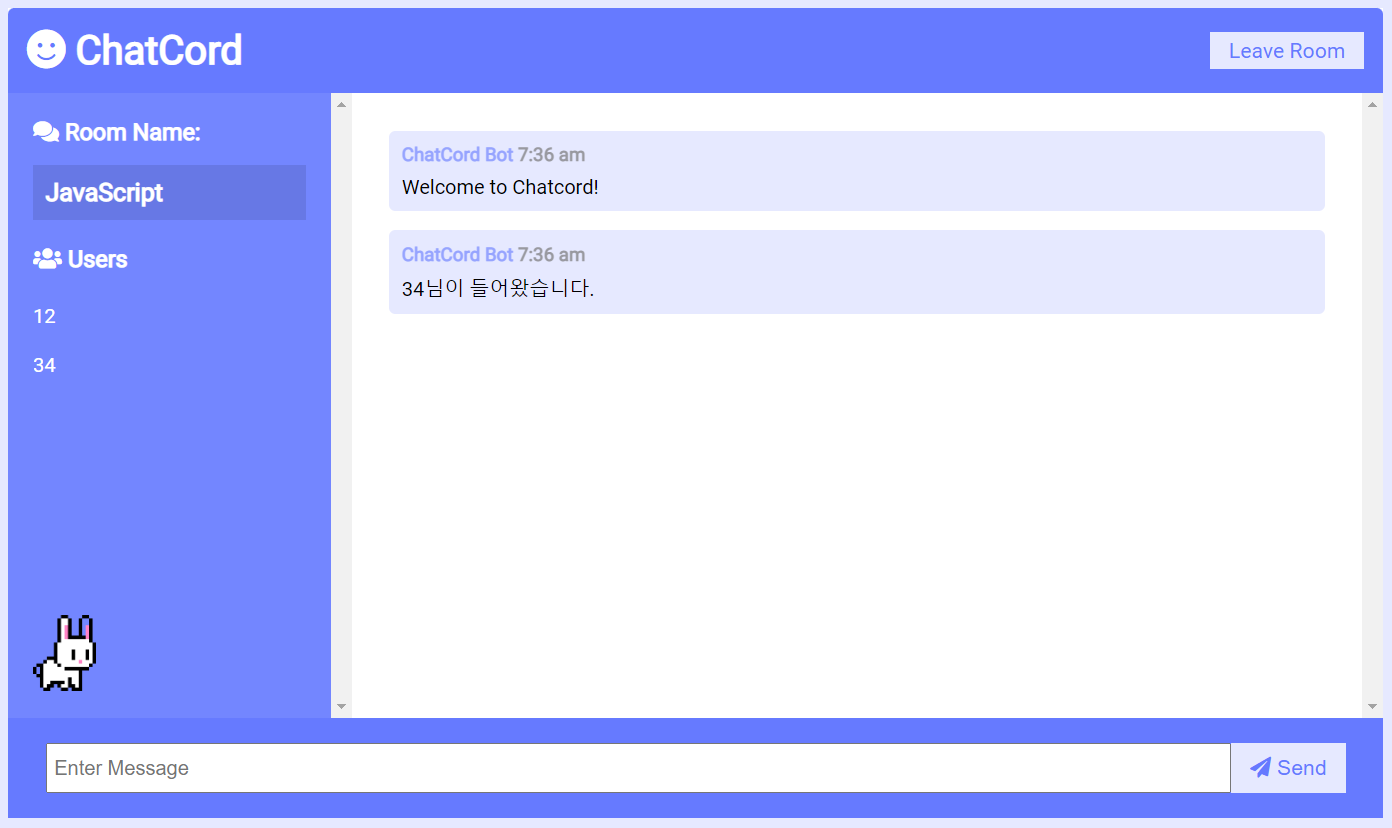 ChatCord
Leave Room
Room Name:
JavaScript
Users
12
34
ChatCord Bot 7:36 am
Welcome to Chatcord!
ChatCord Bot 7:36 am
34님이 들어왔습니다.
Enter Message
Send